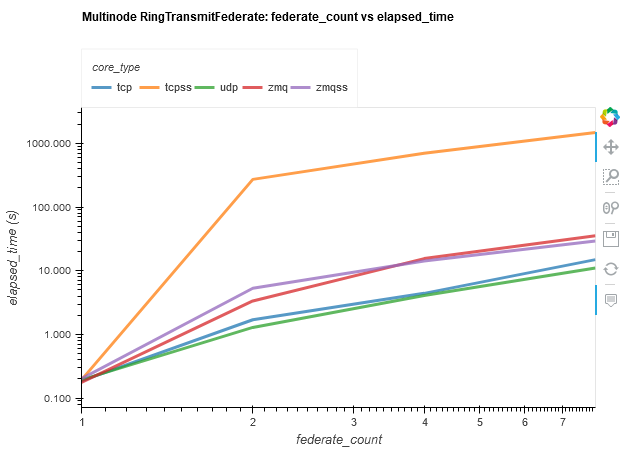 Multinode RingTransmitFederate: federate_count vs elapsed_time
core_type
tcp tcpss udp zmq zmqss
1000.000
100.000
10.000
1.000
0.100
elapsed_time (s)
1 2 3 4 5 6 7
federate_count